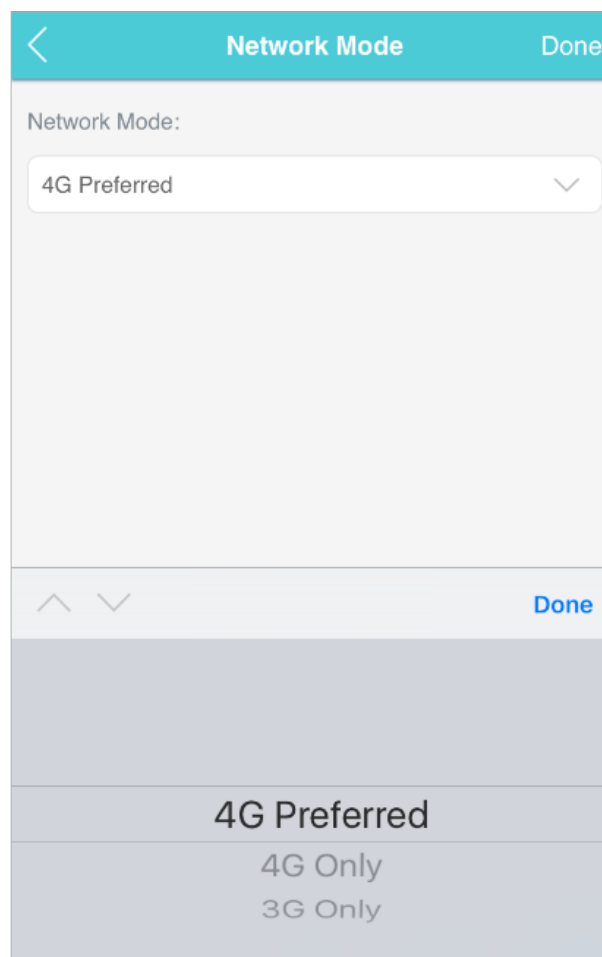 Network Mode Done
Network Mode:
4G Preferred
Done
4G Preferred
4G Only
3G Only